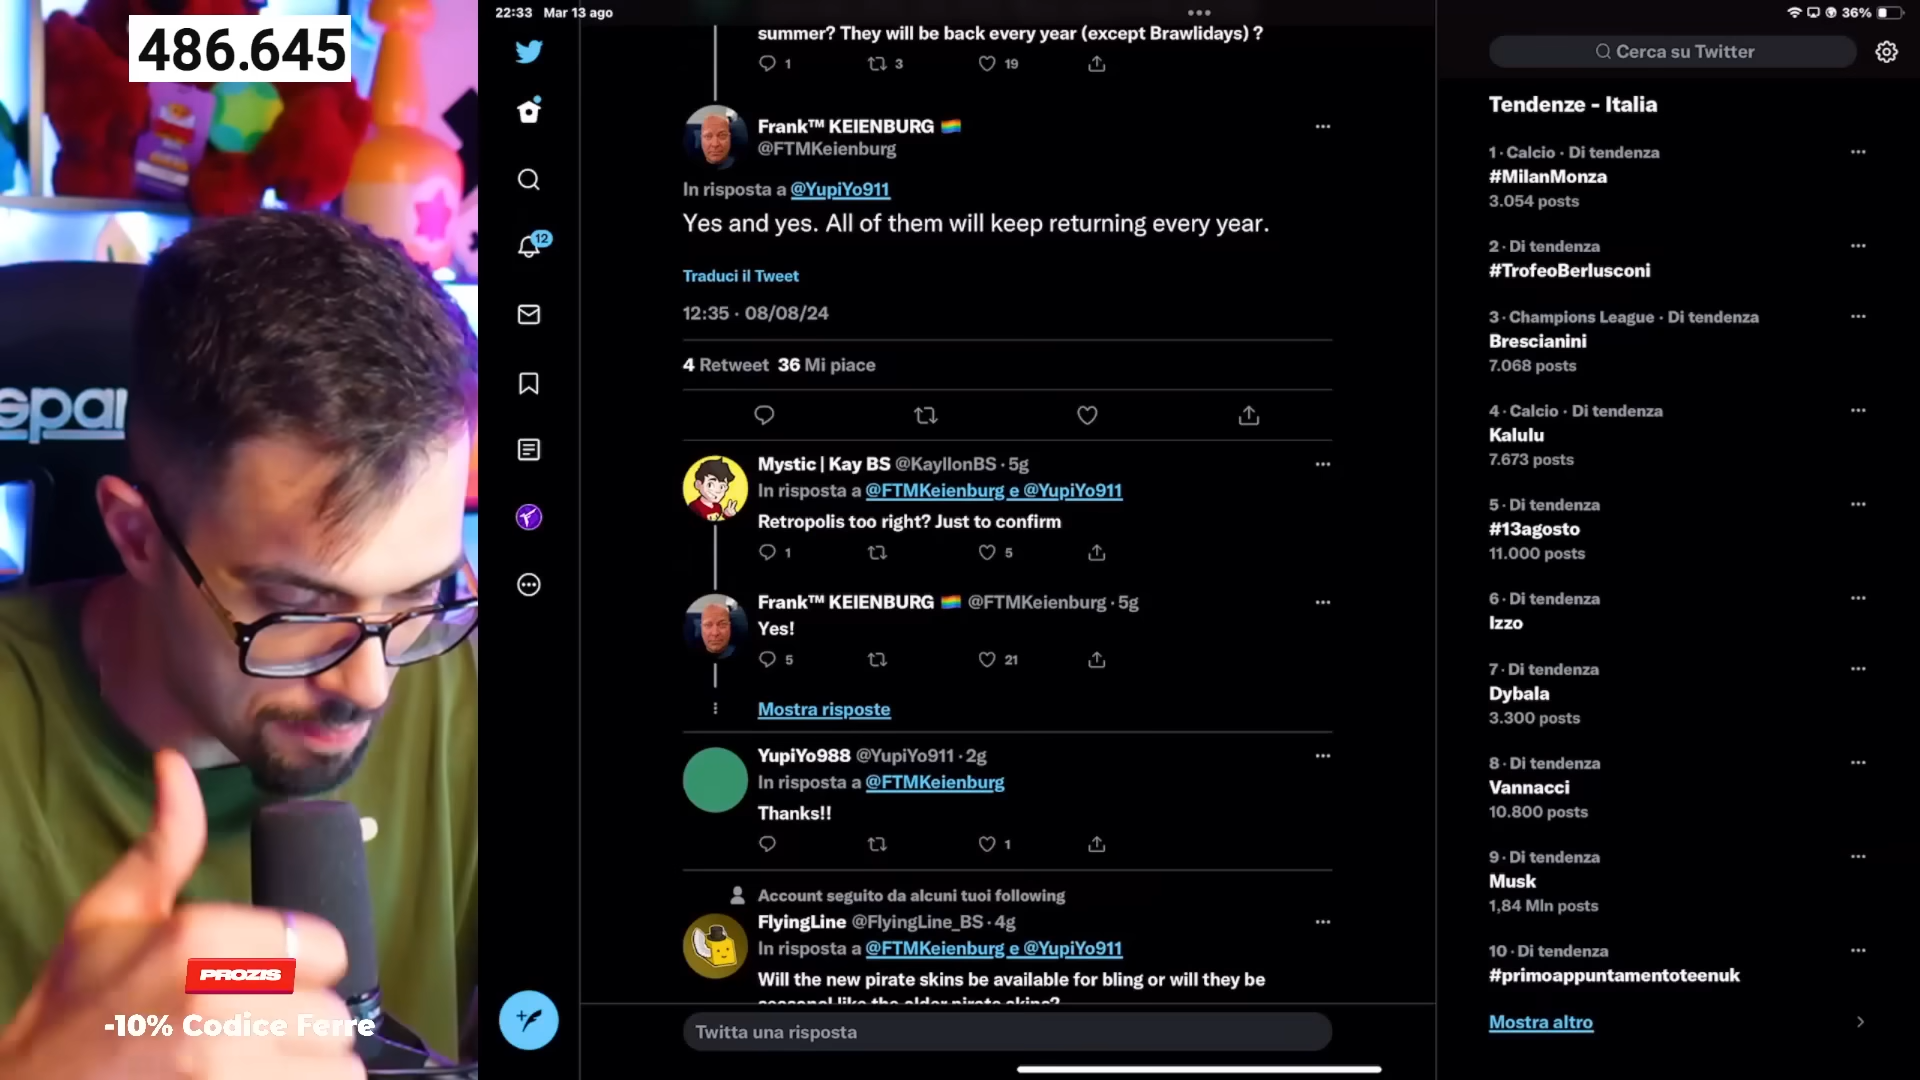 486.645
22:33 Mar 13 ago
36%
summer? They will be back every year (except Brawlidays) ?
1 3 19
Frank™ KEIENBURG 🏳️‍🌈
@FTMKeienburg
In risposta a @YupiYo911
Yes and yes. All of them will keep returning every year.
Traduci il Tweet
12:35 · 08/08/24
4 Retweet 36 Mi piace
Mystic | Kay BS @KayllonBS · 5g
In risposta a @FTMKeienburg e @YupiYo911
Retropolis too right? Just to confirm
1 5
Frank™ KEIENBURG 🏳️‍🌈 @FTMKeienburg · 5g
Yes!
5 21
Mostra risposte
YupiYo988 @YupiYo911 · 2g
In risposta a @FTMKeienburg
Thanks!!
1
Account seguito da alcuni tuoi following
FlyingLine @FlyingLine_BS · 4g
In risposta a @FTMKeienburg e @YupiYo911
Will the new pirate skins be available for bling or will they be
seasonal like the older pirate skins?
Twitta una risposta
12
Cerca su Twitter
Tendenze - Italia
1 · Calcio · Di tendenza
#MilanMonza
3.054 posts
2 · Di tendenza
#TrofeoBerlusconi
3 · Champions League · Di tendenza
Brescianini
7.068 posts
4 · Calcio · Di tendenza
Kalulu
7.673 posts
5 · Di tendenza
#13agosto
11.000 posts
6 · Di tendenza
Izzo
7 · Di tendenza
Dybala
3.300 posts
8 · Di tendenza
Vannacci
10.800 posts
9 · Di tendenza
Musk
1,84 Mln posts
10 · Di tendenza
#primoappuntamentoteenuk
Mostra altro
spar
PROZIS
-10% Codice Ferre